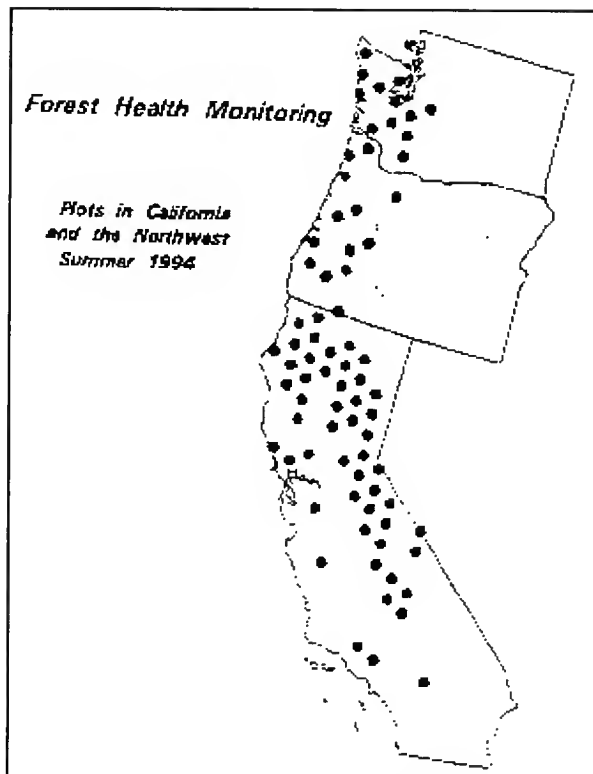 Forest Health Monitoring
Plots in California
and the Northwest
Summer 1994